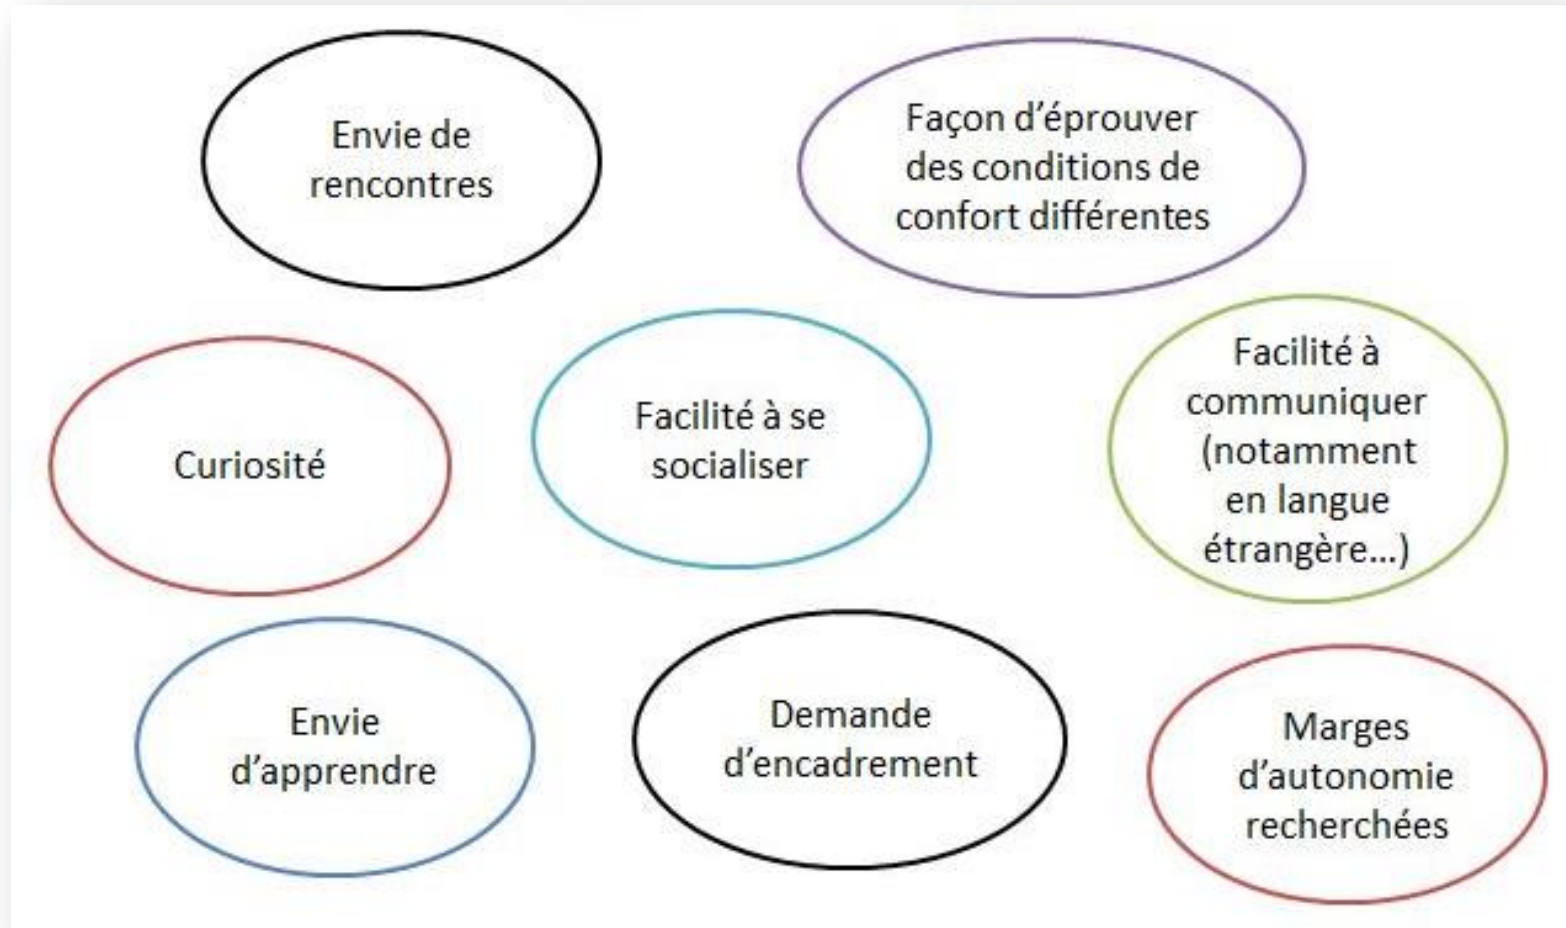 Envie de
rencontres
Façon d’éprouver
des conditions de
confort différentes
Curiosité
Facilité à se
socialiser
Facilité à
communiquer
(notamment
en langue
étrangère...)
Envie
d’apprendre
Demande
d’encadrement
Marges
d’autonomie
recherchées